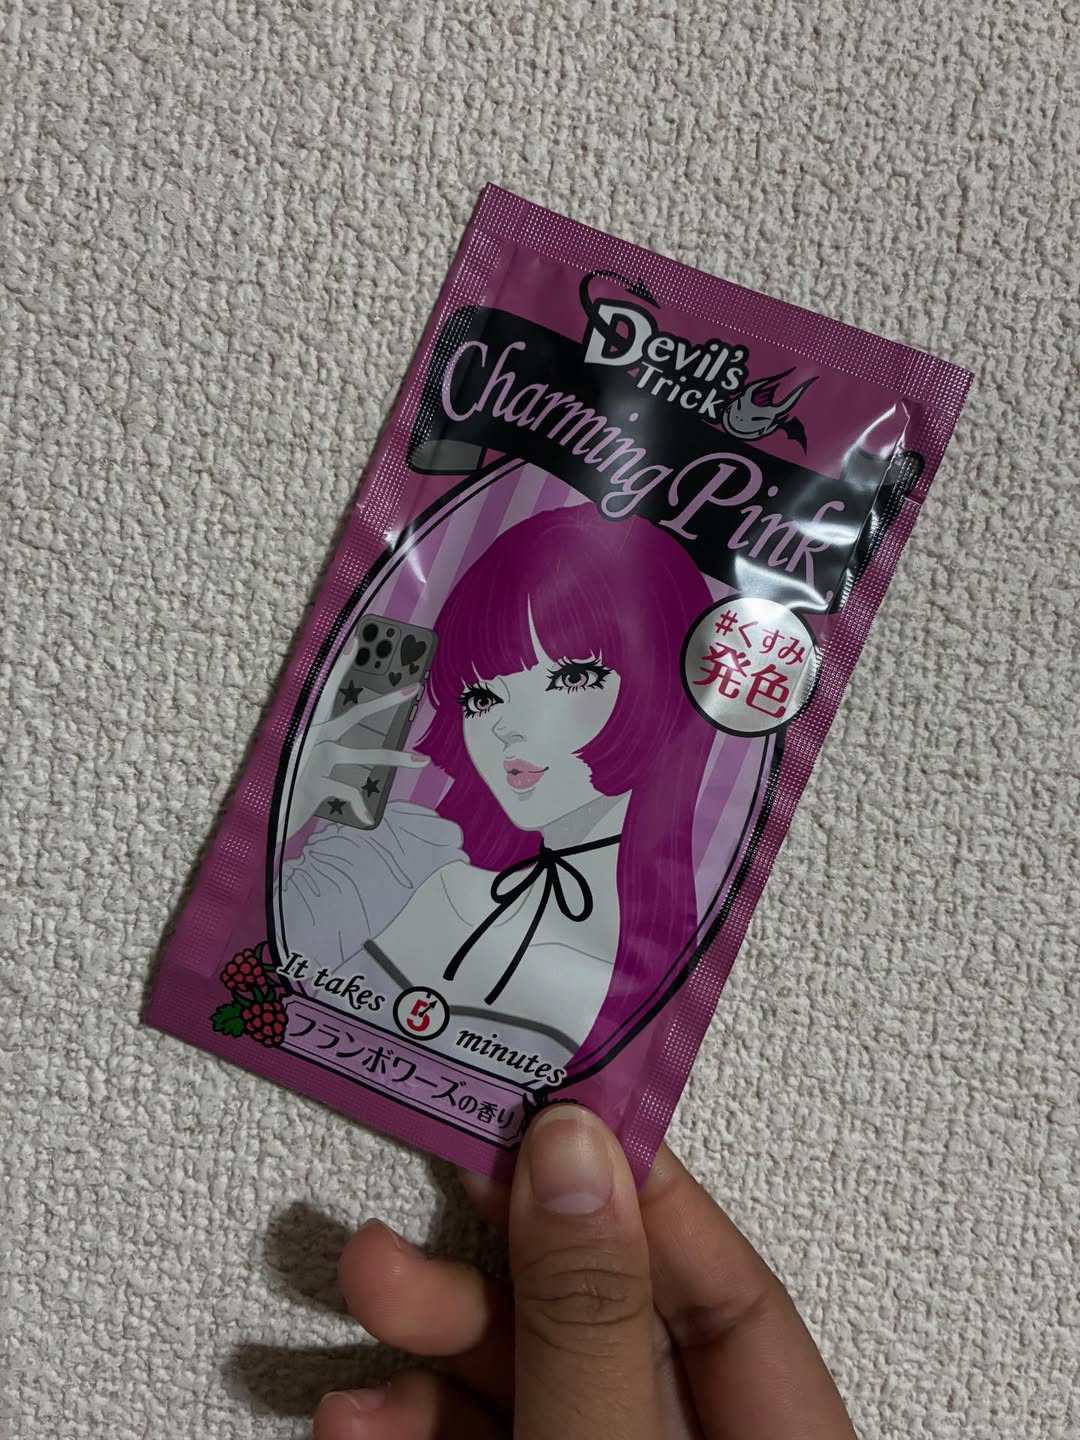 Devil's
Trick
Charming Pink
#くすみ
発色
It takes 5 minutes
フランボワーズの香り